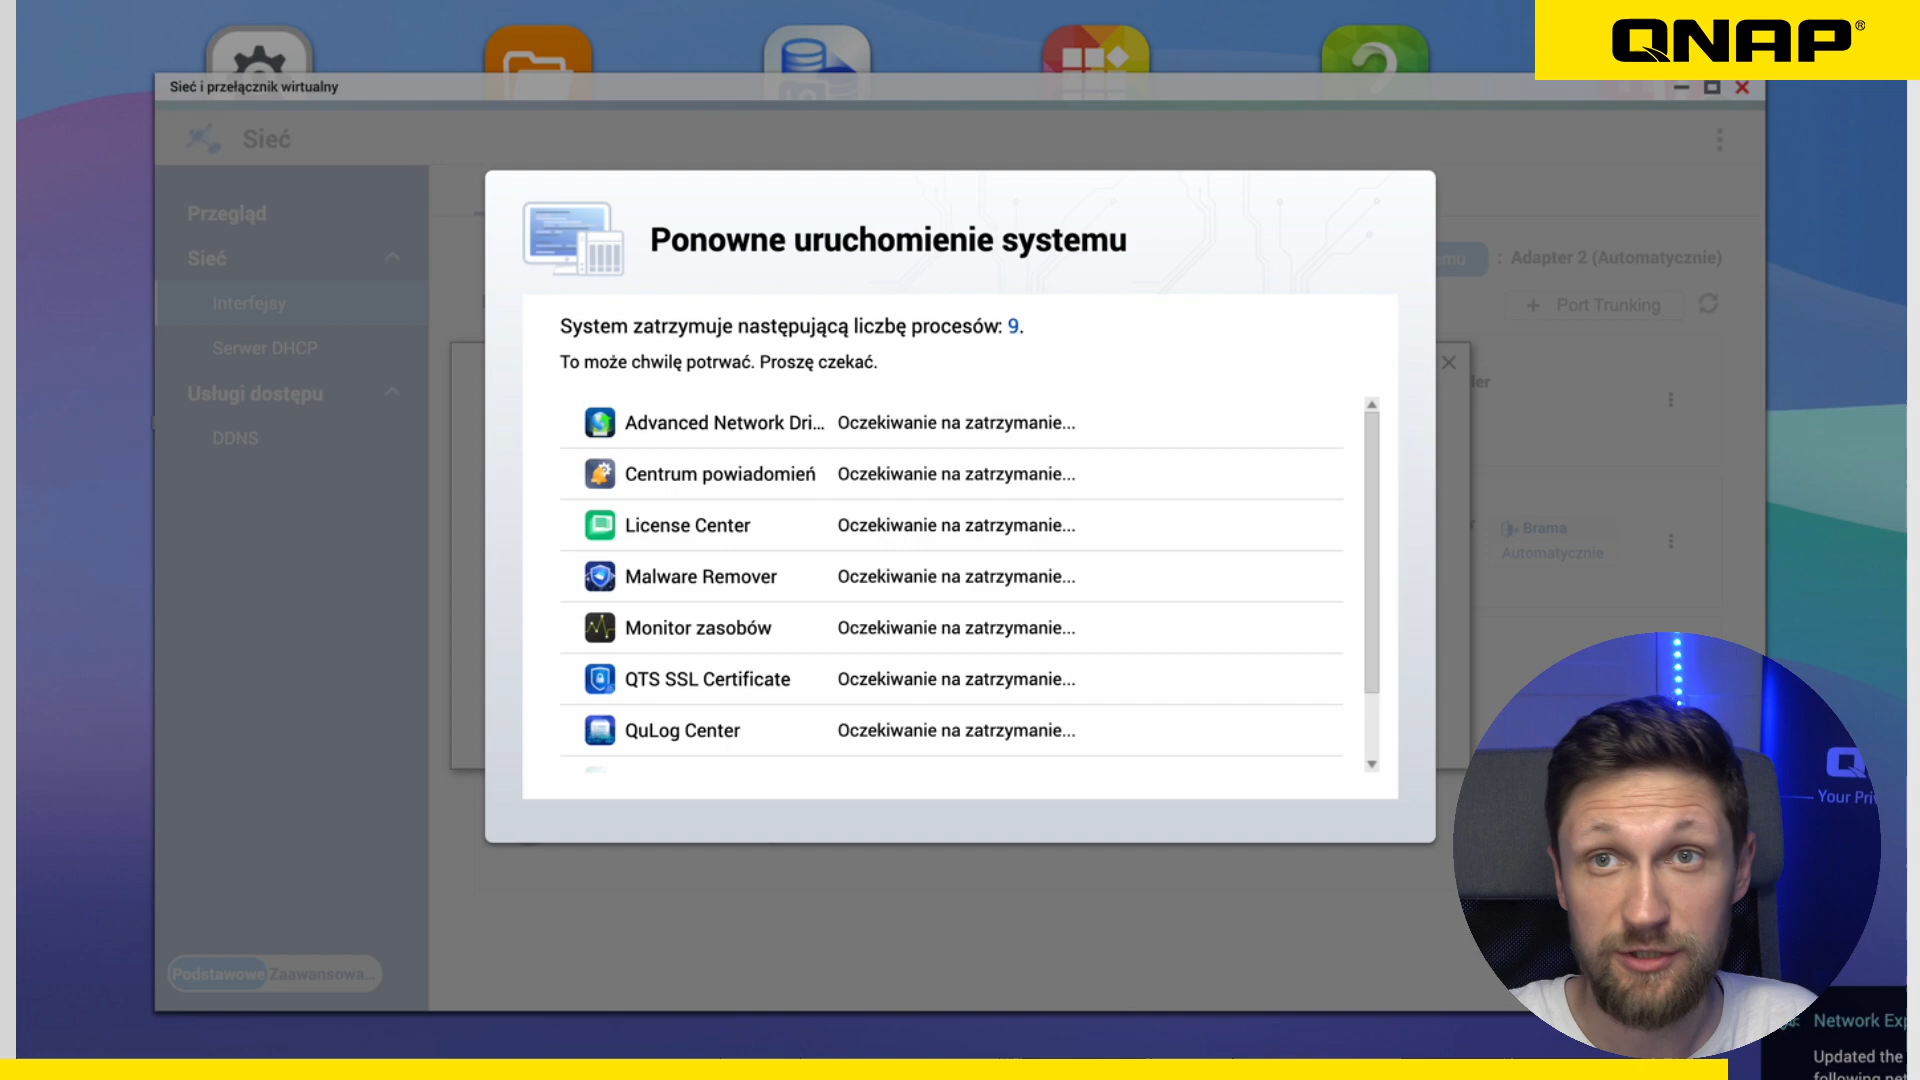 QNAP®
Sieć i przełącznik wirtualny
Sieć
Przegląd
Sieć
Interfejsy
Serwer DHCP
Usługi dostępu
DDNS
Podstawowe Zaawansowa...
Ponowne uruchomienie systemu
System zatrzymuje następującą liczbę procesów: 9.
To może chwilę potrwać. Proszę czekać.
Advanced Network Dri... Oczekiwanie na zatrzymanie...
Centrum powiadomień Oczekiwanie na zatrzymanie...
License Center Oczekiwanie na zatrzymanie...
Malware Remover Oczekiwanie na zatrzymanie...
Monitor zasobów Oczekiwanie na zatrzymanie...
QTS SSL Certificate Oczekiwanie na zatrzymanie...
QuLog Center Oczekiwanie na zatrzymanie...
: Adapter 2 (Automatycznie)
+ Port Trunking
Brama
Automatycznie
Your Pri
Network Exp
Updated the